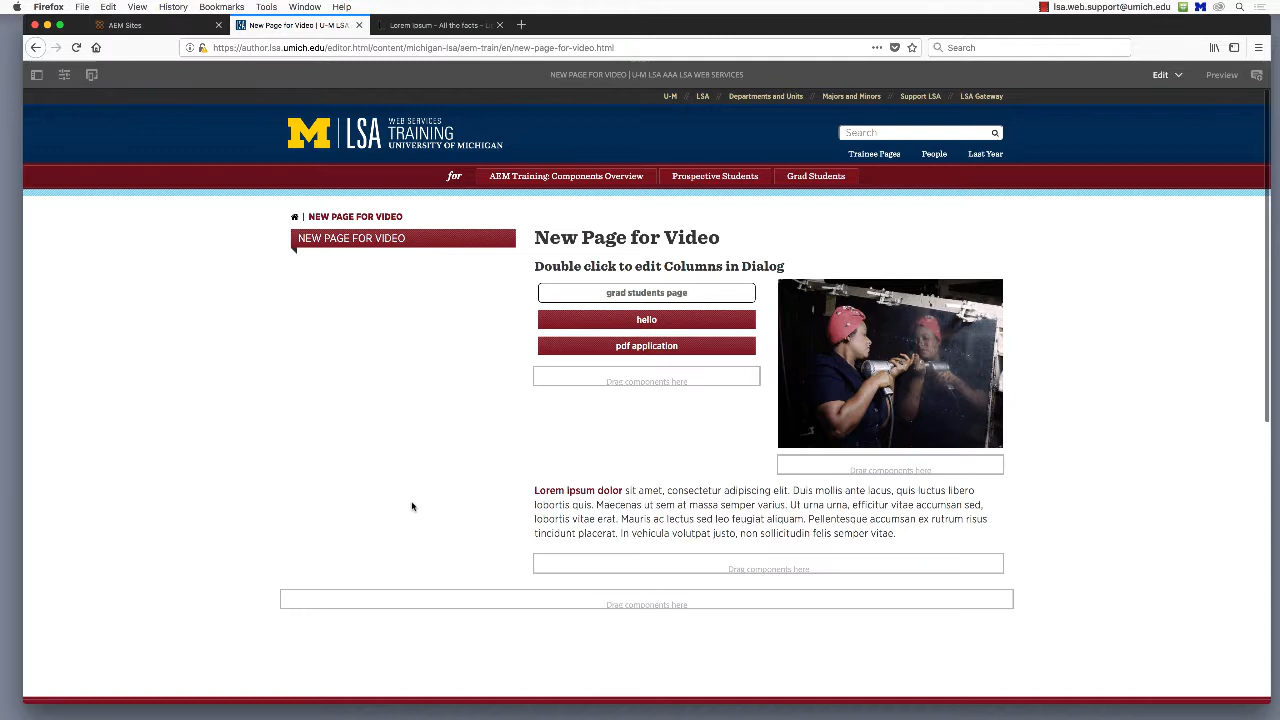 Firefox File Edit View History Bookmarks Tools Window Help lsa.web.support@umich.edu
AEM Sites New Page for Video | U-M LSA Lorem Ipsum - All the facts - Li
https://author.lsa.umich.edu/editor.html/content/michigan-lsa/aem-train/en/new-page-for-video.html Search
NEW PAGE FOR VIDEO | U-M LSA AAA LSA WEB SERVICES Edit Preview
U-M // LSA // Departments and Units // Majors and Minors // Support LSA // LSA Gateway
M LSA WEB SERVICES
TRAINING
UNIVERSITY OF MICHIGAN
Search
Trainee Pages People Last Year
for AEM Training: Components Overview Prospective Students Grad Students
| NEW PAGE FOR VIDEO
NEW PAGE FOR VIDEO
New Page for Video
Double click to edit Columns in Dialog
grad students page
hello
pdf application
Drag components here
Drag components here
Lorem ipsum dolor sit amet, consectetur adipiscing elit. Duis mollis ante lacus, quis luctus libero
lobortis quis. Maecenas ut sem at massa semper varius. Ut urna urna, efficitur vitae accumsan sed,
lobortis vitae erat. Mauris ac lectus sed leo feugiat aliquam. Pellentesque accumsan ex rutrum risus
tincidunt placerat. In vehicula volutpat justo, non sollicitudin felis semper vitae.
Drag components here
Drag components here